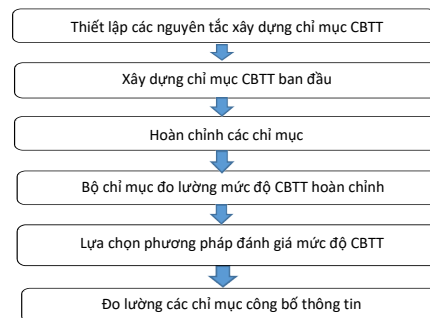 Thiết lập các nguyên tắc xây dựng chỉ mục CBTT
Xây dựng chỉ mục CBTT ban đầu
Hoàn chỉnh các chỉ mục
Bộ chỉ mục đo lường mức độ CBTT hoàn chỉnh
Lựa chọn phương pháp đánh giá mức độ CBTT
Đo lường các chỉ mục công bố thông tin